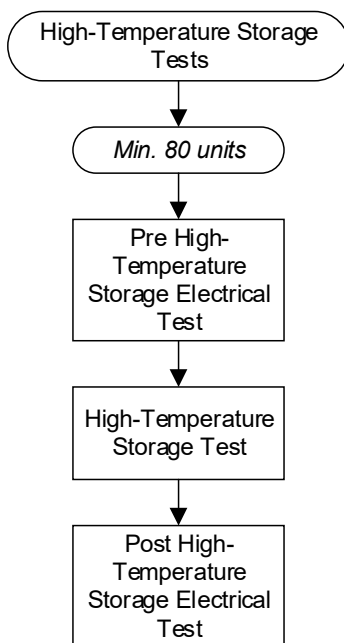 High-Temperature Storage
Tests
Min. 80 units
Pre High-
Temperature
Storage Electrical
Test
High-Temperature
Storage Test
Post High-
Temperature
Storage Electrical
Test